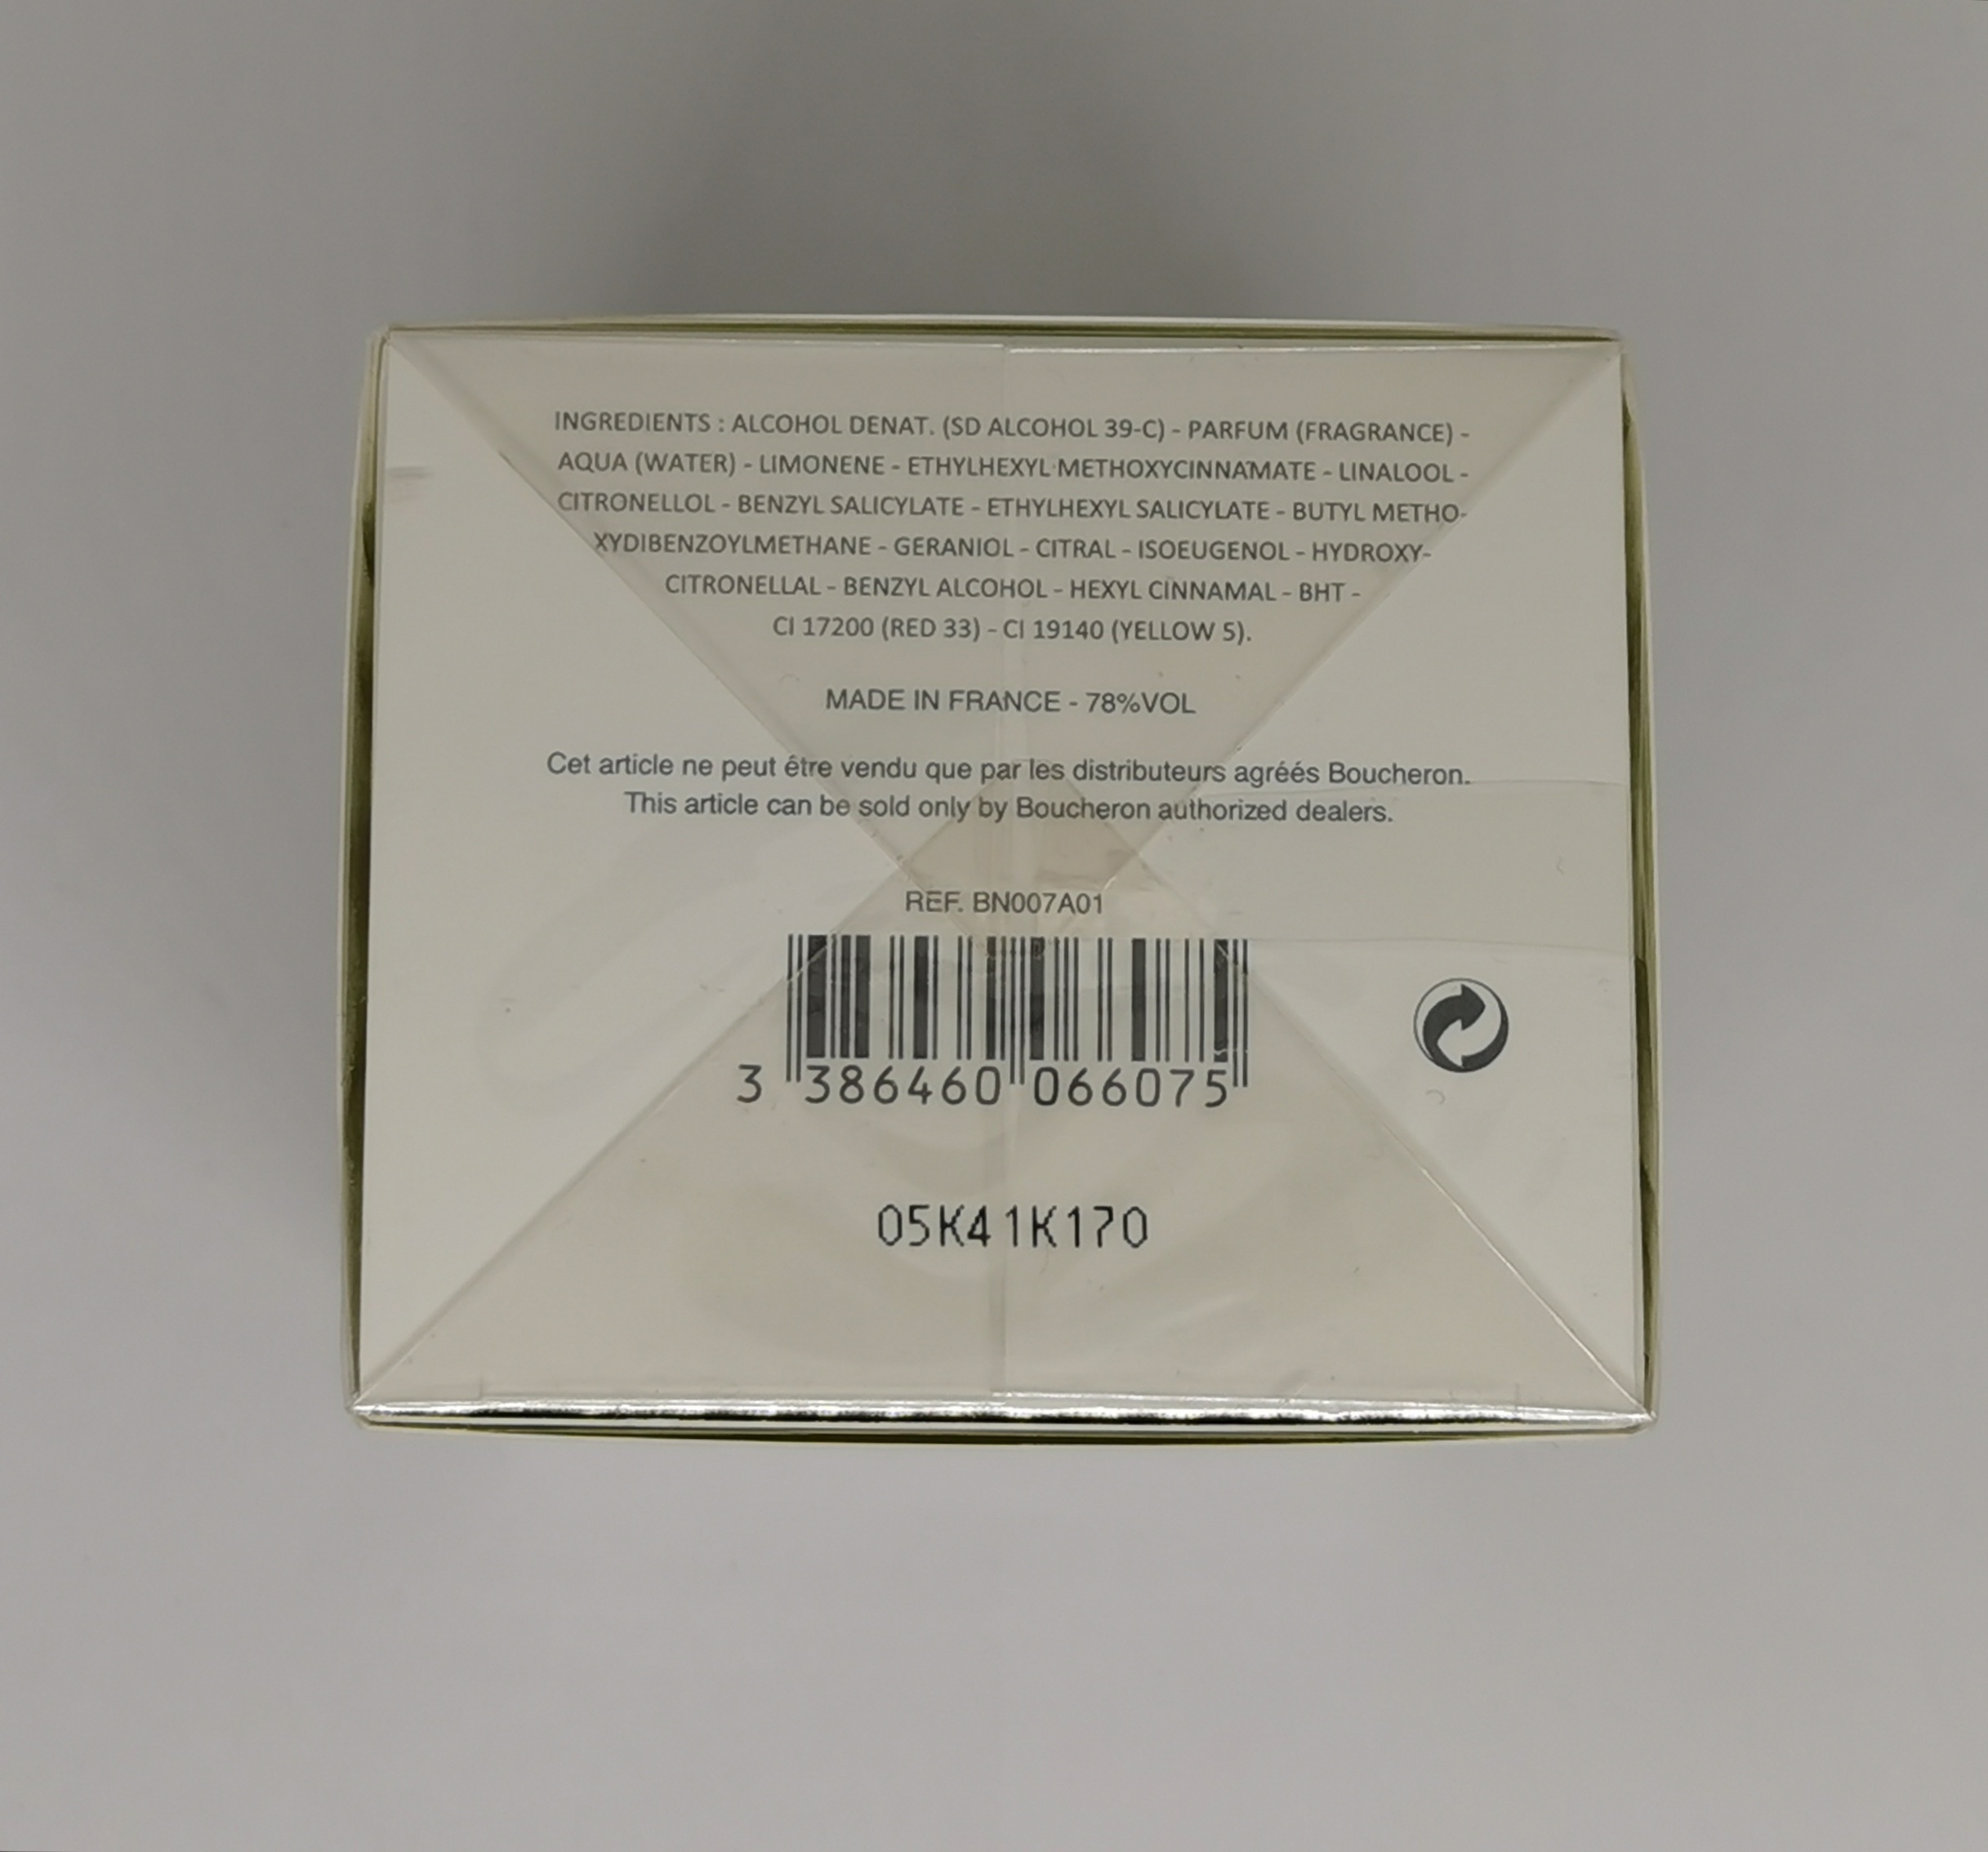 INGREDIENTS : ALCOHOL DENAT. (SD ALCOHOL 39-C) - PARFUM (FRAGRANCE) -
AQUA (WATER) - LIMONENE - ETHYLHEXYL METHOXYCINNAMATE - LINALOOL -
CITRONELLOL - BENZYL SALICYLATE - ETHYLHEXYL SALICYLATE - BUTYL METHO-
XYDIBENZOYLMETHANE - GERANIOL - CITRAL - ISOEUGENOL - HYDROXY-
CITRONELLAL - BENZYL ALCOHOL - HEXYL CINNAMAL - BHT -
CI 17200 (RED 33) - CI 19140 (YELLOW 5).
MADE IN FRANCE - 78%VOL
Cet article ne peut être vendu que par les distributeurs agréés Boucheron.
This article can be sold only by Boucheron authorized dealers.
REF. BN007A01
3 386460 066075
05K41K170